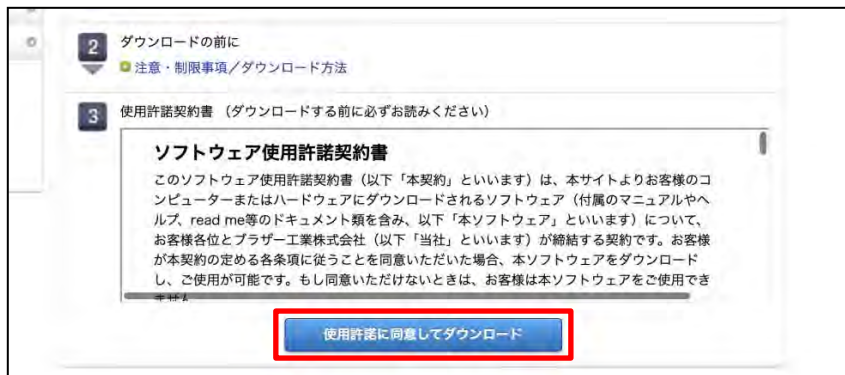 2 ダウンロードの前に
注意・制限事項/ダウンロード方法
3 使用許諾契約書 (ダウンロードする前に必ずお読みください)
ソフトウェア使用許諾契約書
このソフトウェア使用許諾契約書(以下「本契約」といいます)は、本サイトよりお客様のコ
ンピューターまたはハードウェアにダウンロードされるソフトウェア(付属のマニュアルやヘ
ルプ、read me等のドキュメント類を含み、以下「本ソフトウェア」といいます)について、
お客様各位とブラザー工業株式会社(以下「当社」といいます)が締結する契約です。お客様
が本契約の定める各条項に従うことを同意いただいた場合、本ソフトウェアをダウンロード
し、ご使用が可能です。もし同意いただけないときは、お客様は本ソフトウェアをご使用でき
ません
使用許諾に同意してダウンロード